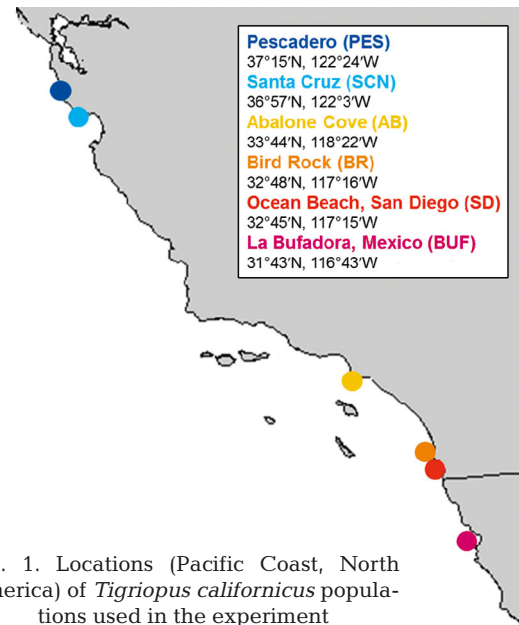 Pescadero (PES)
37°15′N, 122°24′W
Santa Cruz (SCN)
36°57′N, 122°3′W
Abalone Cove (AB)
33°44′N, 118°22′W
Bird Rock (BR)
32°48′N, 117°16′W
Ocean Beach, San Diego (SD)
32°45′N, 117°15′W
La Bufadora, Mexico (BUF)
31°43′N, 116°43′W
. 1. Locations (Pacific Coast, North
erica) of Tigriopus californicus popula-
tions used in the experiment